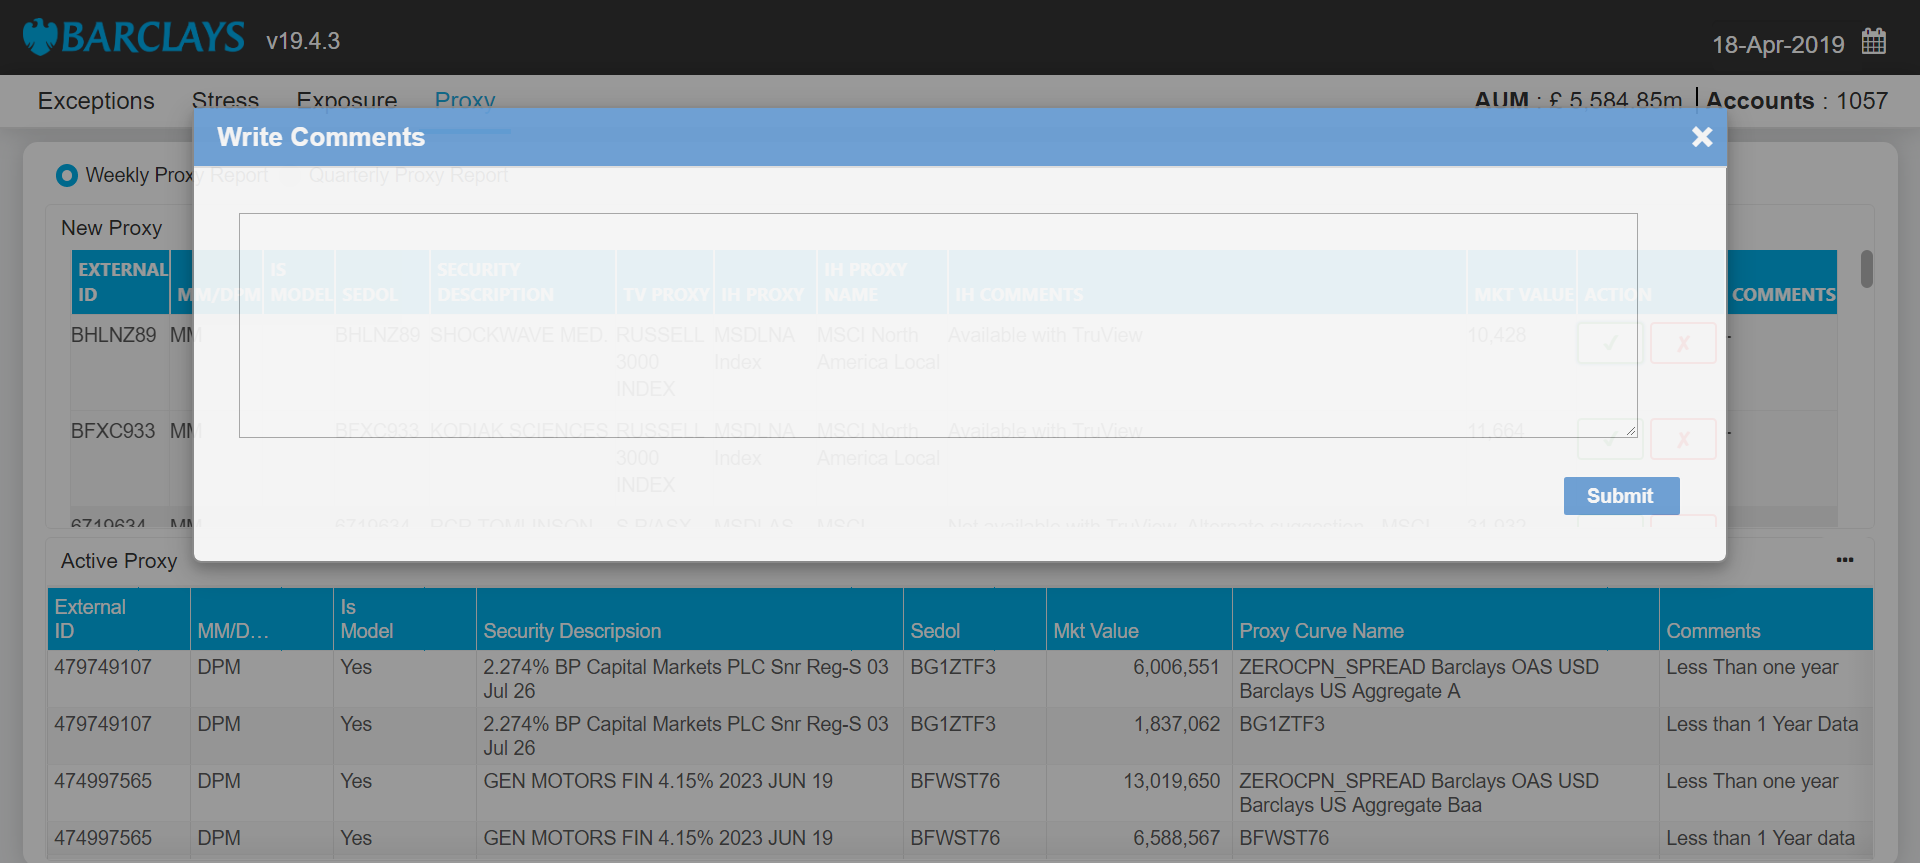 BARCLAYS v19.4.3
18-Apr-2019
Exceptions Stress Exposure Proxy
AUM : £ 5,584.85m | Accounts : 1057
Write Comments
Weekly Proxy Report Quarterly Proxy Report
New Proxy
EXTERNAL ID MM/DPM IS MODEL SEDOL SECURITY DESCRIPTION TV PROXY IH PROXY IH PROXY NAME IH COMMENTS MKT VALUE ACTION COMMENTS
BHLNZ89 MM BHLNZ89 SHOCKWAVE MED. RUSSELL MSDLNA MSCI North Available with TruView 10,428 ✓ ✗ -
3000 Index America Local
INDEX
BFXC933 MM BFXC933 KODIAK SCIENCES RUSSELL MSDLNA MSCI North Available with TruView 11,664 ✓ ✗ -
3000 Index America Local
INDEX
Submit
6719634 MM 6719634 MSDLAS MSCI Not available with TruView. Alternate suggestion - MSCI 31,932
Active Proxy ...
External ID MM/D... Is Model Security Descripsion Sedol Mkt Value Proxy Curve Name Comments
479749107 DPM Yes 2.274% BP Capital Markets PLC Snr Reg-S 03 BG1ZTF3 6,006,551 ZEROCPN_SPREAD Barclays OAS USD Less Than one year
Jul 26 Barclays US Aggregate A
479749107 DPM Yes 2.274% BP Capital Markets PLC Snr Reg-S 03 BG1ZTF3 1,837,062 BG1ZTF3 Less than 1 Year Data
Jul 26
474997565 DPM Yes GEN MOTORS FIN 4.15% 2023 JUN 19 BFWST76 13,019,650 ZEROCPN_SPREAD Barclays OAS USD Less Than one year
Barclays US Aggregate Baa
474997565 DPM Yes GEN MOTORS FIN 4.15% 2023 JUN 19 BFWST76 6,588,567 BFWST76 Less than 1 Year data